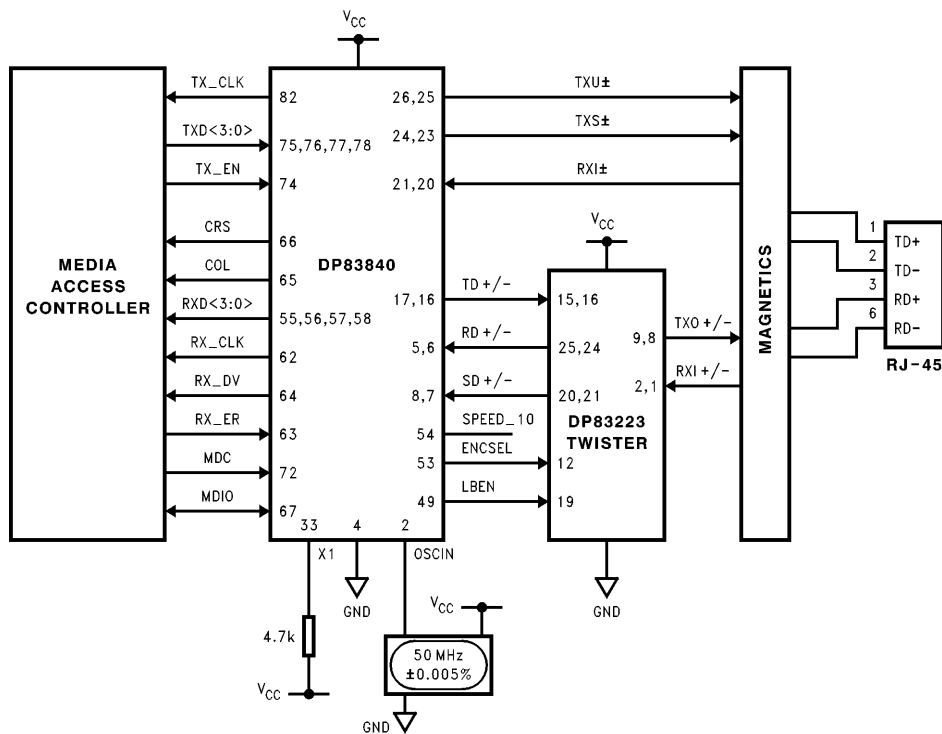 VCC
TX_CLK 82 26,25 TXU±
TXD<3:0> 75,76,77,78 24,23 TXS±
TX_EN 74 21,20 RXI±
CRS 66
VCC
1 TD+
MEDIA ACCESS CONTROLLER
COL 65
DP83840
2 TD-
RXD<3:0> 55,56,57,58 17,16 TD+/- 15,16
3 RD+
MAGNETICS
6 RD-
RX_CLK 62 5,6 RD+/- 25,24 9,8 TXO+/-
RJ-45
RX_DV 64 8,7 SD+/- 20,21 2,1 RXI+/-
RX_ER 63 54 SPEED_10
DP83223
TWISTER
MDC 72 53 ENCSEL 12
MDIO 67 49 LBEN 19
33 4 2
X1 OSCIN
GND
GND
4.7k
VCC
50 MHz
±0.005%
VCC
GND